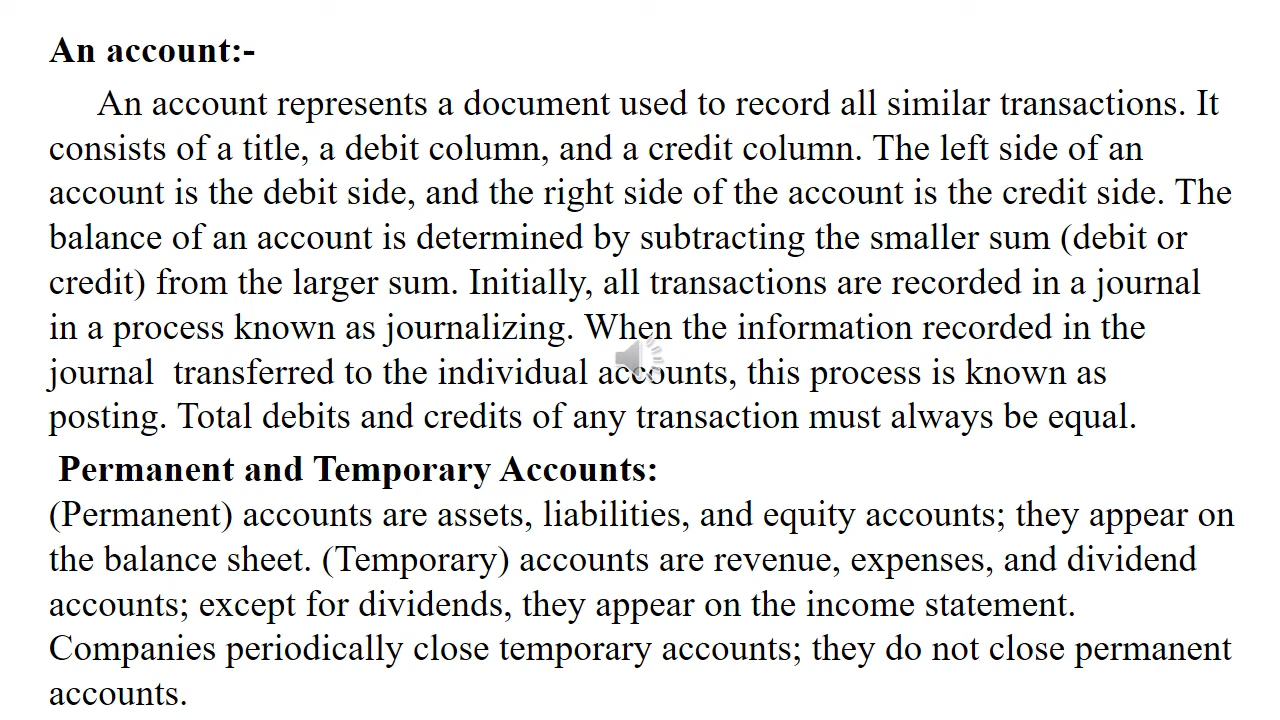 An account:-
An account represents a document used to record all similar transactions. It
consists of a title, a debit column, and a credit column. The left side of an
account is the debit side, and the right side of the account is the credit side. The
balance of an account is determined by subtracting the smaller sum (debit or
credit) from the larger sum. Initially, all transactions are recorded in a journal
in a process known as journalizing. When the information recorded in the
journal  transferred to the individual accounts, this process is known as
posting. Total debits and credits of any transaction must always be equal.
Permanent and Temporary Accounts:
(Permanent) accounts are assets, liabilities, and equity accounts; they appear on
the balance sheet. (Temporary) accounts are revenue, expenses, and dividend
accounts; except for dividends, they appear on the income statement.
Companies periodically close temporary accounts; they do not close permanent
accounts.